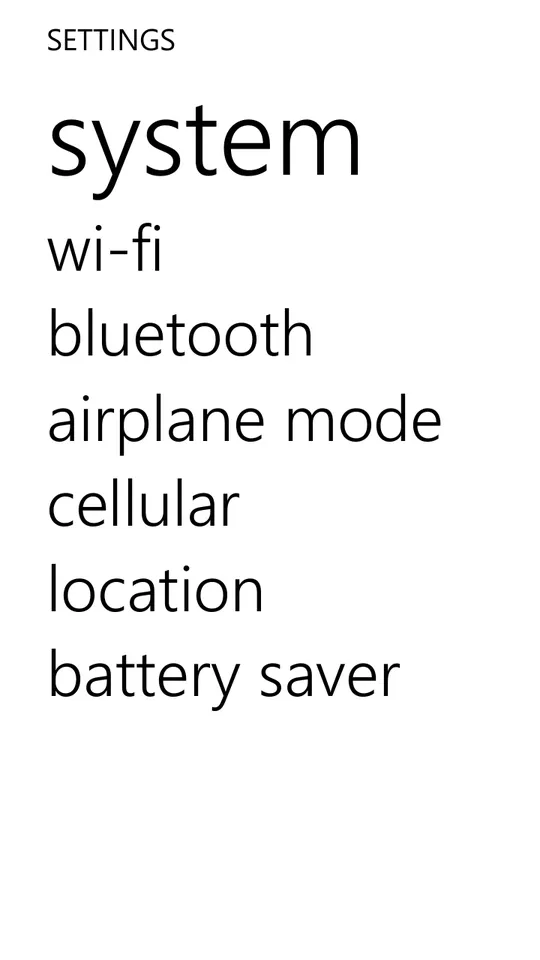 SETTINGS
system
wi-fi
bluetooth
airplane mode
cellular
location
battery saver